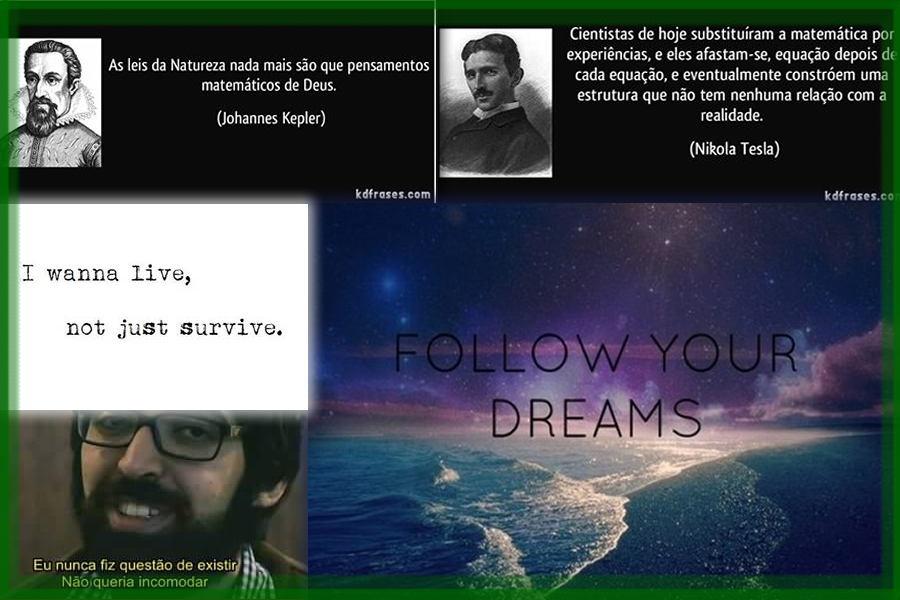 As leis da Natureza nada mais são que pensamentos
matemáticos de Deus.
(Johannes Kepler)
kdfrases.com
Cientistas de hoje substituíram a matemática por
experiências, e eles afastam-se, equação depois de
cada equação, e eventualmente constróem uma
estrutura que não tem nenhuma relação com a
realidade.
(Nikola Tesla)
kdfrases.co
I wanna live,
not just survive.
FOLLOW YOUR
DREAMS
Eu nunca fiz questão de existir
Não queria incomodar